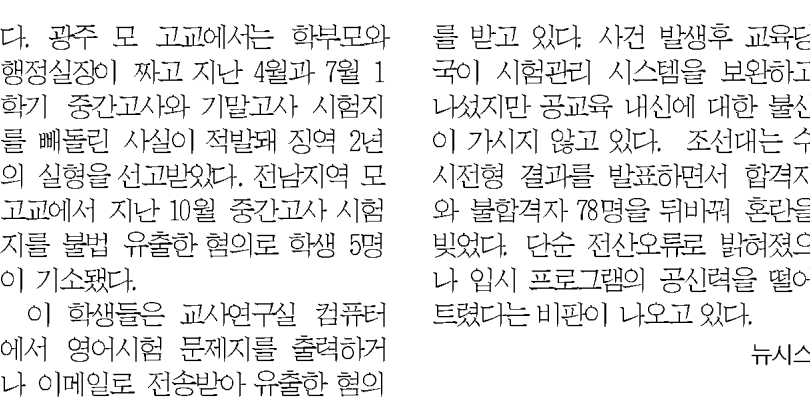 다. 광주 모 고교에서는 학부모와
행정실장이 짜고 지난 4월과 7월 1
학기 중간고사와 기말고사 시험지
를 빼돌린 사실이 적발돼 징역 2년
의 실형을 선고받았다. 전남지역 모
고교에서 지난 10월 중간고사 시험
지를 불법 유출한 혐의로 학생 5명
이 기소됐다.
이 학생들은 교사연구실 컴퓨터
에서 영어시험 문제지를 출력하거
나 이메일로 전송받아 유출한 혐의
를 받고 있다. 사건 발생후 교육당
국이 시험관리 시스템을 보완하고
나섰지만 공교육 내신에 대한 불신
이 가시지 않고 있다. 조선대는 수
시전형 결과를 발표하면서 합격자
와 불합격자 78명을 뒤바꿔 혼란을
빚었다. 단순 전산오류로 밝혀졌으
나 입시 프로그램의 공신력을 떨어
트렸다는 비판이 나오고 있다.
뉴시스